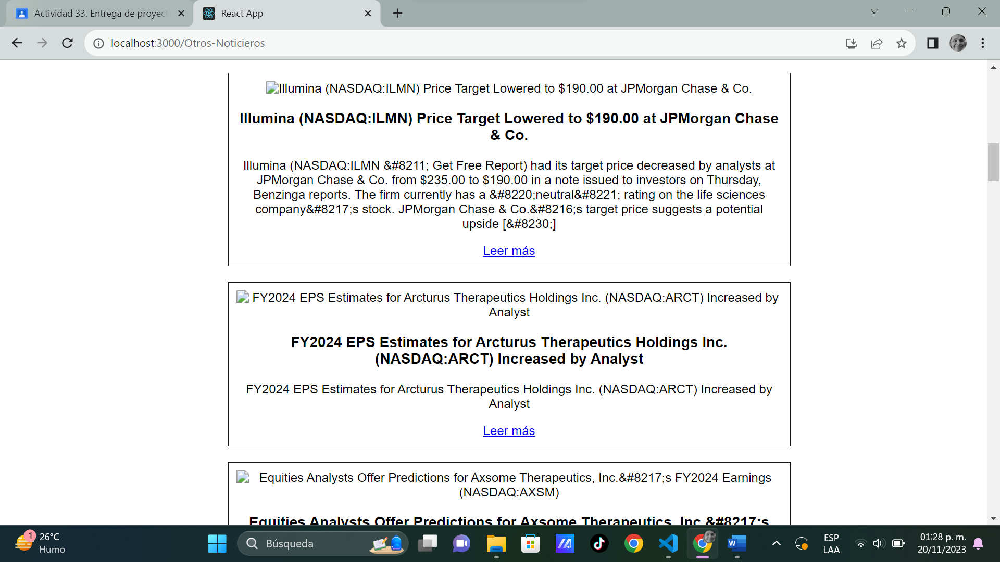 Actividad 33. Entrega de proyect
React App
localhost:3000/Otros-Noticieros
Illumina (NASDAQ:ILMN) Price Target Lowered to $190.00 at JPMorgan Chase & Co.
Illumina (NASDAQ:ILMN) Price Target Lowered to $190.00 at JPMorgan Chase
& Co.
Illumina (NASDAQ:ILMN &#8211; Get Free Report) had its target price decreased by analysts at
JPMorgan Chase & Co. from $235.00 to $190.00 in a note issued to investors on Thursday,
Benzinga reports. The firm currently has a &#8220;neutral&#8221; rating on the life sciences
company&#8217;s stock. JPMorgan Chase & Co.&#8216;s target price suggests a potential
upside [&#8230;]
Leer más
FY2024 EPS Estimates for Arcturus Therapeutics Holdings Inc. (NASDAQ:ARCT) Increased by
Analyst
FY2024 EPS Estimates for Arcturus Therapeutics Holdings Inc.
(NASDAQ:ARCT) Increased by Analyst
FY2024 EPS Estimates for Arcturus Therapeutics Holdings Inc. (NASDAQ:ARCT) Increased by
Analyst
Leer más
Equities Analysts Offer Predictions for Axsome Therapeutics, Inc.&#8217;s FY2024 Earnings
(NASDAQ:AXSM)
Equities Analysts Offer Predictions for Axsome Therapeutics, Inc.&#8217;s
1
26°C
Humo
Búsqueda
W
ESP
LAA
01:28 p. m.
20/11/2023